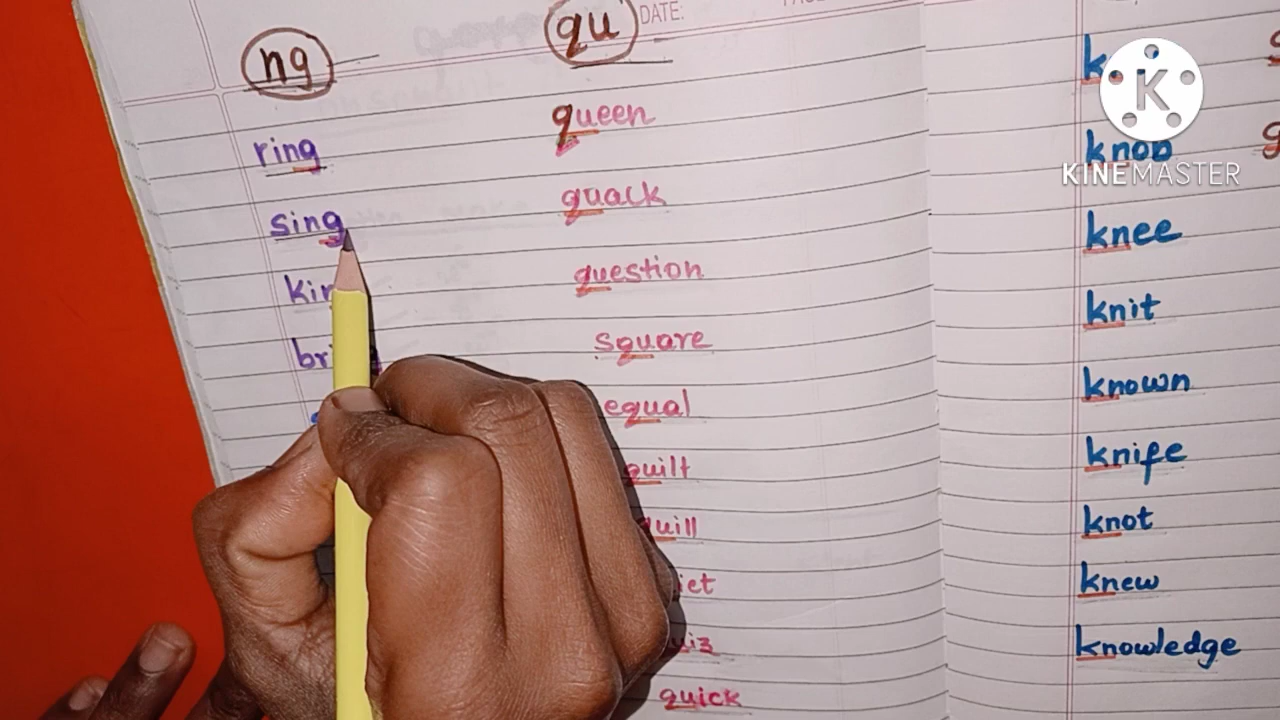 ng
ring
sing
qu
DATE:
queen
quack
question
square
equal
quilt
quill
quick
knob
knee
knit
known
knife
knot
knew
knowledge
K
KINEMASTER